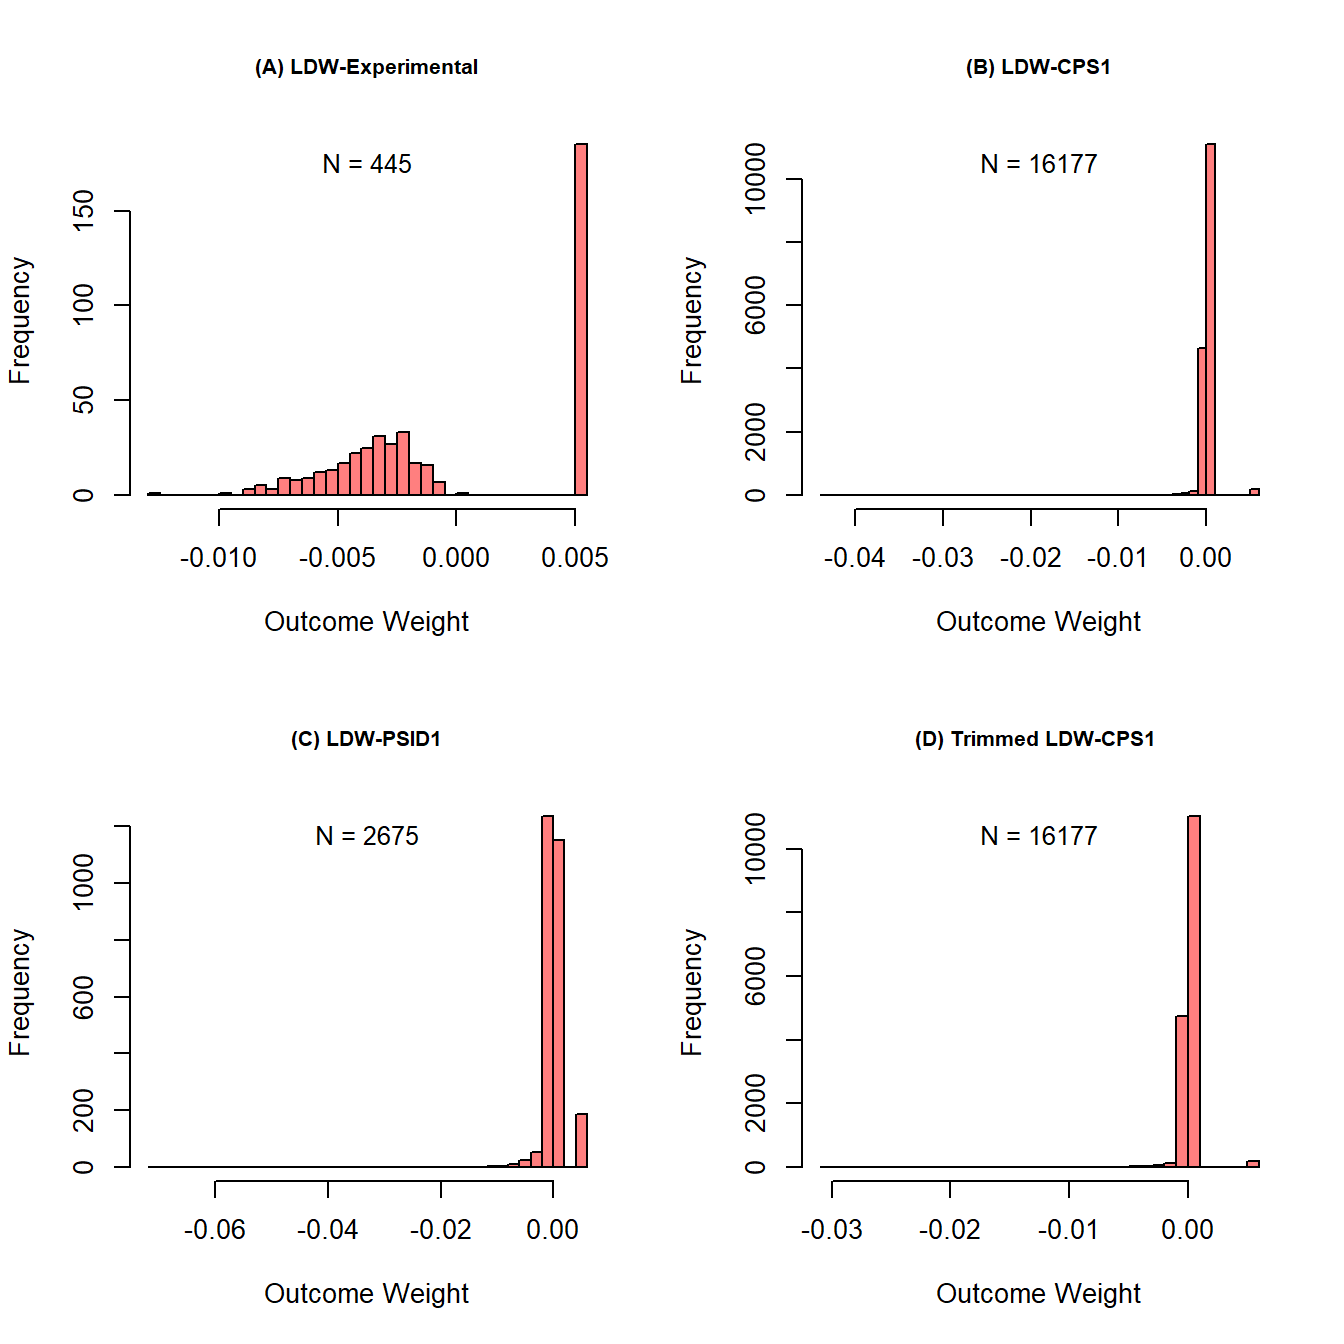 (A) LDW-Experimental
N = 445
Frequency
0
50
100
150
-0.010 -0.005 0.000 0.005
Outcome Weight
(B) LDW-CPS1
N = 16177
Frequency
0
2000
6000
10000
-0.04 -0.03 -0.02 -0.01 0.00
Outcome Weight
(C) LDW-PSID1
N = 2675
Frequency
0
200
600
1000
-0.06 -0.04 -0.02 0.00
Outcome Weight
(D) Trimmed LDW-CPS1
N = 16177
Frequency
0
2000
6000
10000
-0.03 -0.02 -0.01 0.00
Outcome Weight